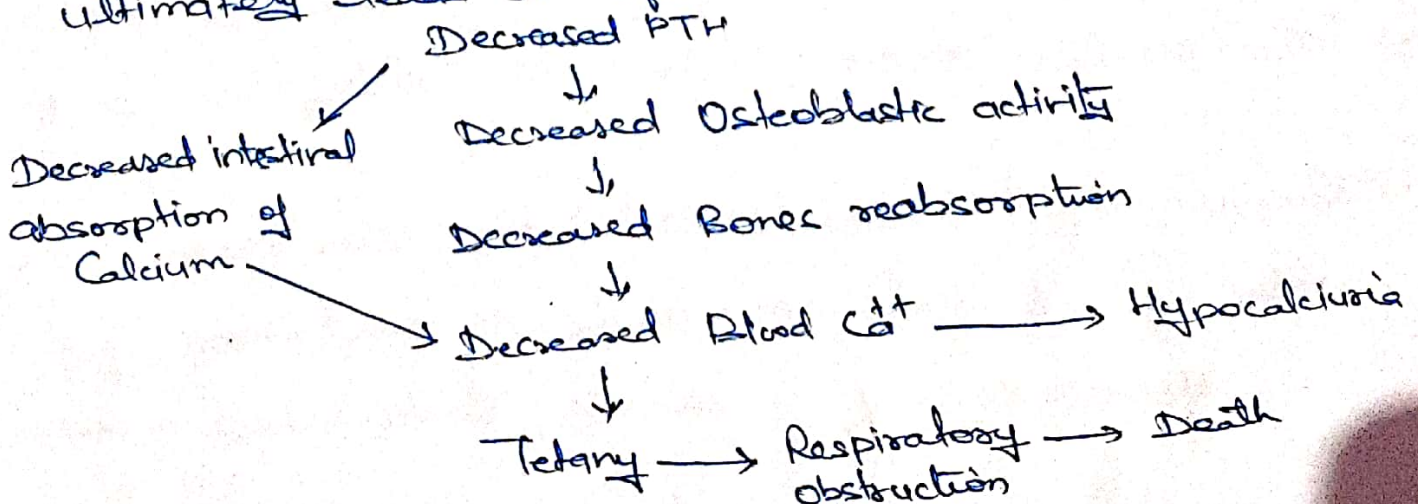 ultimately
Decreased PTH
↓
Decreased Osteoblastic activity
Decreased intestinal
absorption of
Calcium
↓
Decreased Bones reabsorption
↓
Decreased Blood Ca++ → Hypocalciuria
↓
Tetany → Respiratory → Death
obstruction